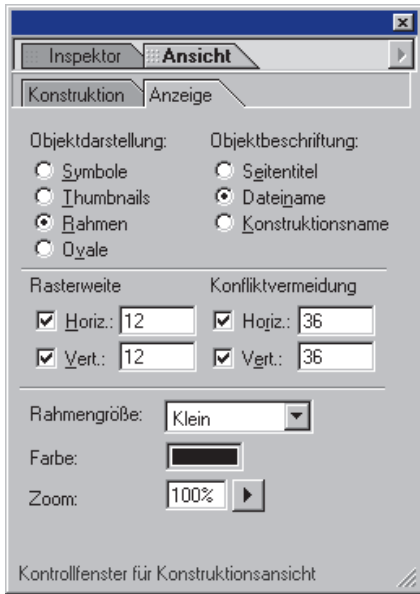 Inspektor Ansicht
Konstruktion Anzeige
Objektdarstellung: Objektbeschriftung:
Symbole Seitentitel
Thumbnails Dateiname
Rahmen Konstruktionsname
Ovale
Rasterweite Konfliktvermeidung
Horiz.: 12 Horiz.: 36
Vert.: 12 Vert.: 36
Rahmengröße: Klein
Farbe:
Zoom: 100%
Kontrollfenster für Konstruktionsansicht